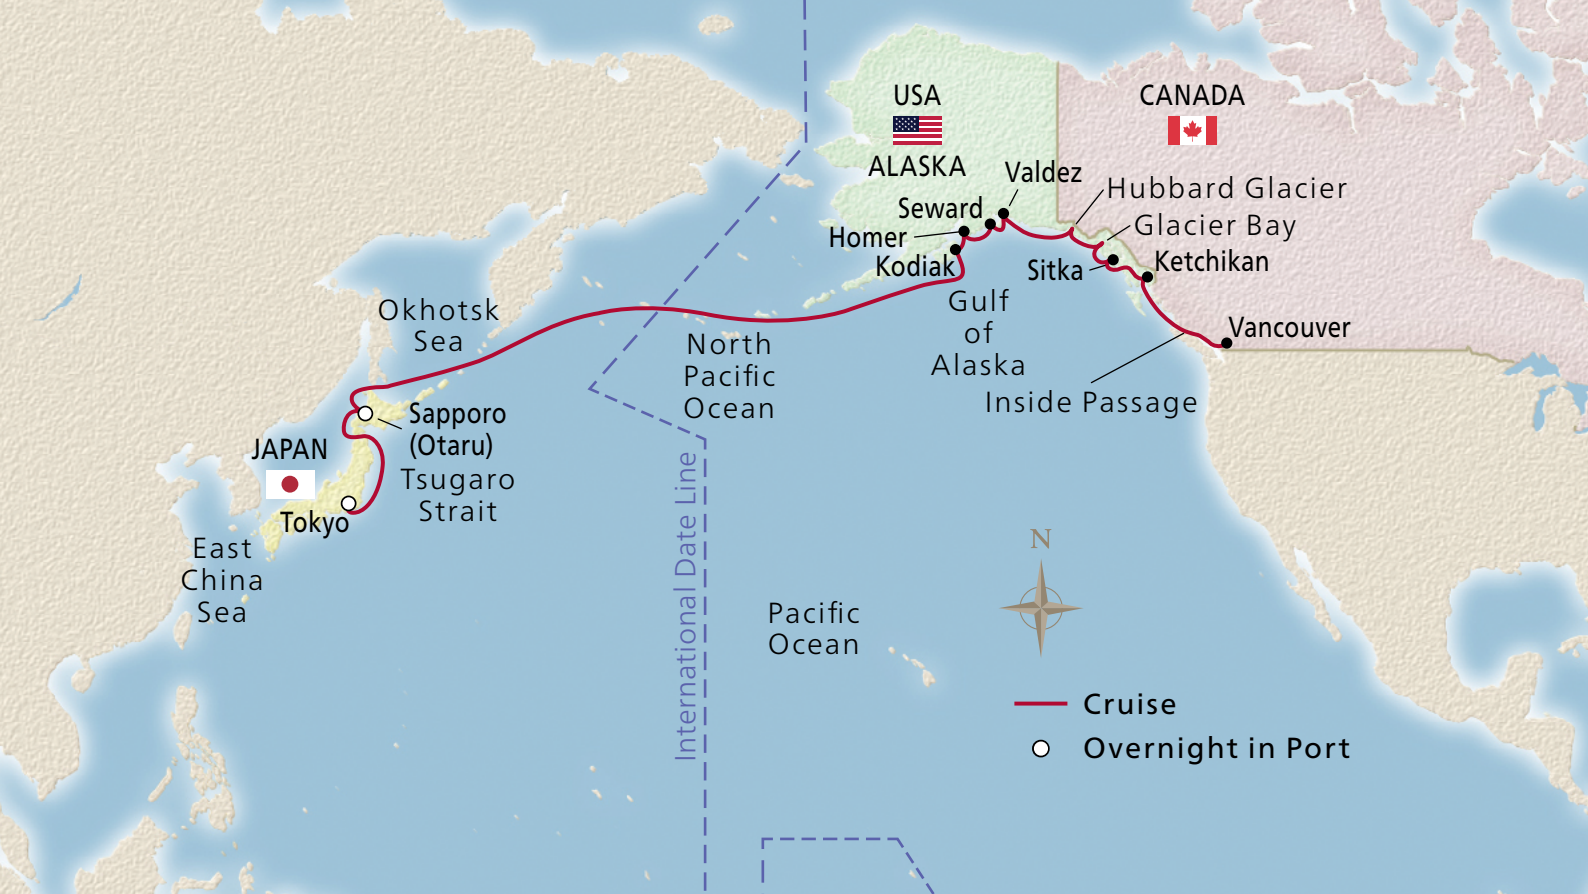 USA
ALASKA
CANADA
Valdez
Hubbard Glacier
Seward
Glacier Bay
Homer
Kodiak
Sitka
Ketchikan
Okhotsk
Sea
Gulf
of
Alaska
Vancouver
North
Pacific
Ocean
Inside Passage
Sapporo
(Otaru)
JAPAN
Tsugaro
Strait
Tokyo
East
China
Sea
International Date Line
N
Pacific
Ocean
Cruise
Overnight in Port